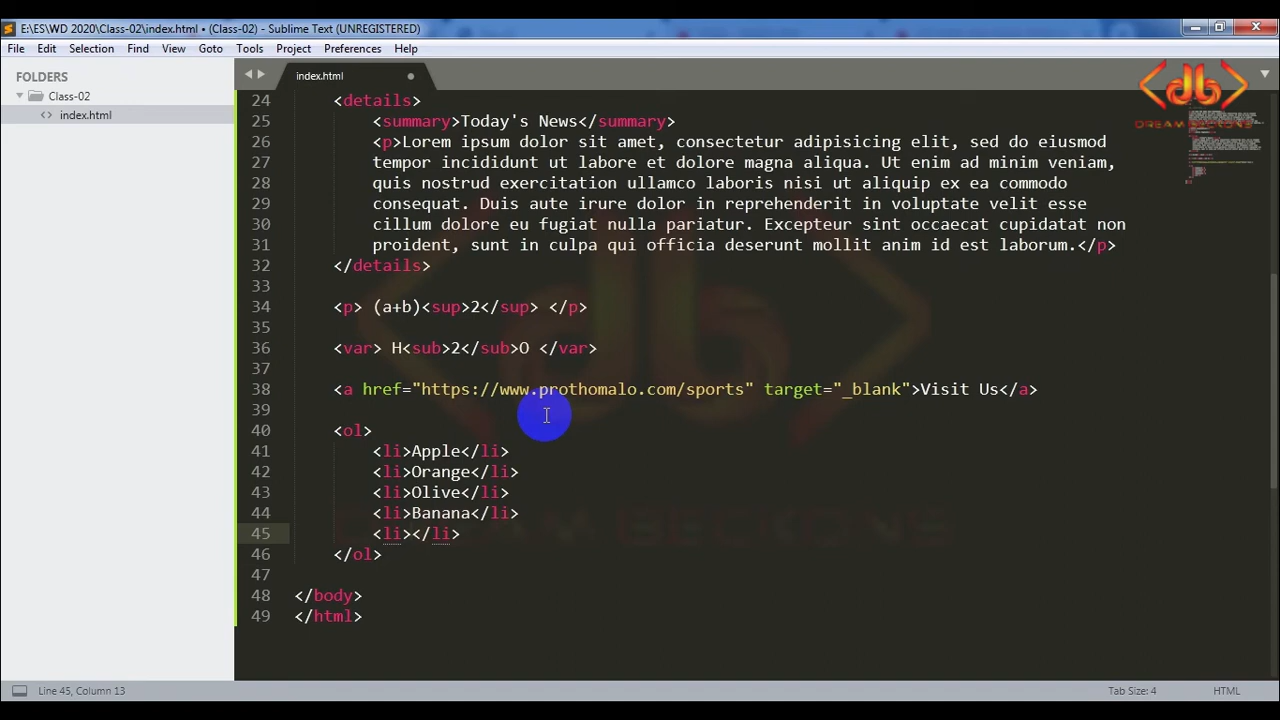 E:\ES\WD 2020\Class-02\index.html • (Class-02) - Sublime Text (UNREGISTERED)
File Edit Selection Find View Goto Tools Project Preferences Help
FOLDERS
Class-02
index.html
index.html
DREAM BECKONS
24 <details>
25 <summary>Today's News</summary>
26 <p>Lorem ipsum dolor sit amet, consectetur adipisicing elit, sed do eiusmod
27 tempor incididunt ut labore et dolore magna aliqua. Ut enim ad minim veniam,
28 quis nostrud exercitation ullamco laboris nisi ut aliquip ex ea commodo
29 consequat. Duis aute irure dolor in reprehenderit in voluptate velit esse
30 cillum dolore eu fugiat nulla pariatur. Excepteur sint occaecat cupidatat non
31 proident, sunt in culpa qui officia deserunt mollit anim id est laborum.</p>
32 </details>
33
34 <p> (a+b)<sup>2</sup> </p>
35
36 <var> H<sub>2</sub>O </var>
37
38 <a href="https://www.prothomalo.com/sports" target="_blank">Visit Us</a>
39
40 <ol>
41 <li>Apple</li>
42 <li>Orange</li>
43 <li>Olive</li>
44 <li>Banana</li>
45 <li></li>
46 </ol>
47
48 </body>
49 </html>
DREAM BECKONS
Line 45, Column 13 Tab Size: 4 HTML